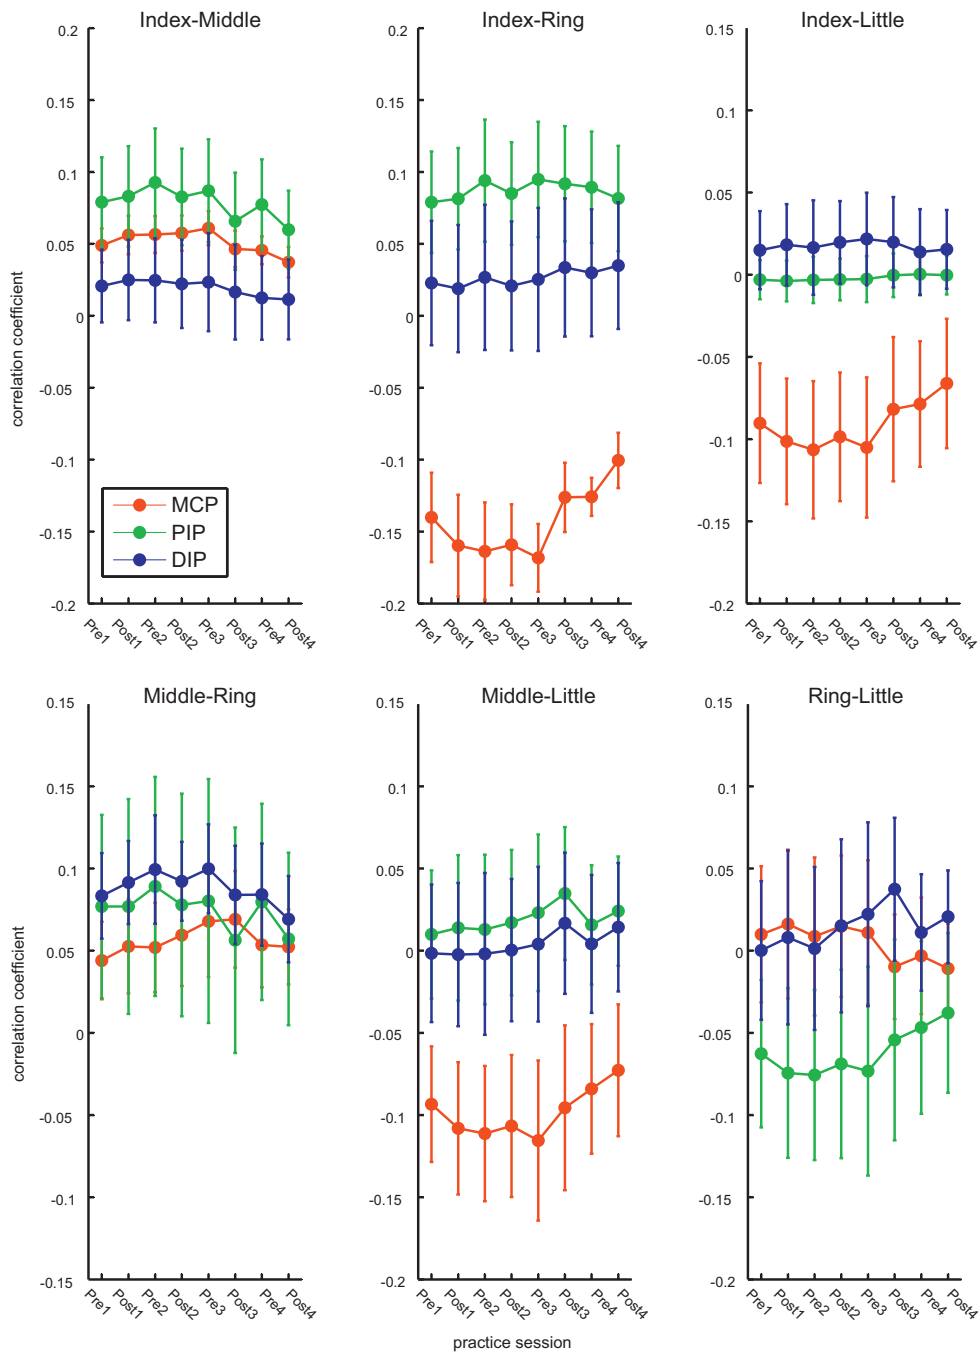 Index-Middle
0.2
0.15
0.1
0.05
0
-0.05
-0.1
-0.15
-0.2
correlation coefficient
MCP
PIP
DIP
Pre1 Post1 Pre2 Post2 Pre3 Post3 Pre4 Post4
Index-Ring
0.2
0.15
0.1
0.05
0
-0.05
-0.1
-0.15
-0.2
Pre1 Post1 Pre2 Post2 Pre3 Post3 Pre4 Post4
Index-Little
0.15
0.1
0.05
0
-0.05
-0.1
-0.15
-0.2
Pre1 Post1 Pre2 Post2 Pre3 Post3 Pre4 Post4
Middle-Ring
0.15
0.15
0.1
0.05
0
-0.05
-0.1
-0.15
correlation coefficient
Pre1 Post1 Pre2 Post2 Pre3 Post3 Pre4 Post4
Middle-Little
0.15
0.1
0.05
0
-0.05
-0.1
-0.15
-0.2
Pre1 Post1 Pre2 Post2 Pre3 Post3 Pre4 Post4
practice session
Ring-Little
0.15
0.1
0.05
0
-0.05
-0.1
-0.15
-0.2
Pre1 Post1 Pre2 Post2 Pre3 Post3 Pre4 Post4